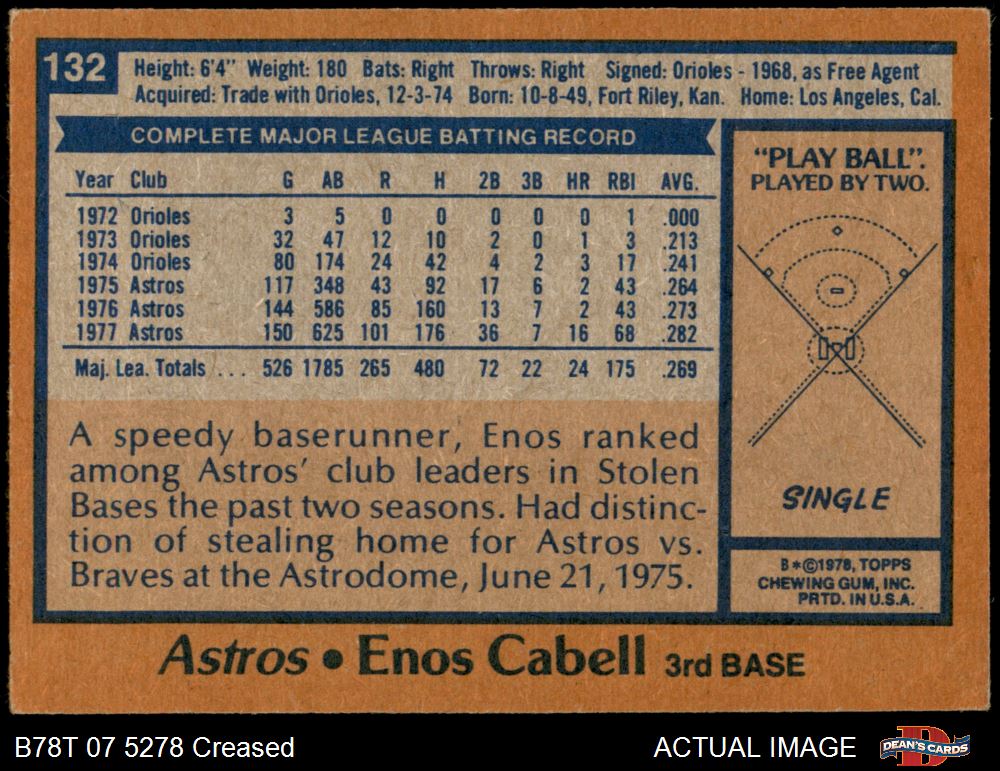 132
Height: 6'4" Weight: 180 Bats: Right Throws: Right Signed: Orioles - 1968, as Free Agent
Acquired: Trade with Orioles, 12-3-74 Born: 10-8-49, Fort Riley, Kan. Home: Los Angeles, Cal.
COMPLETE MAJOR LEAGUE BATTING RECORD
Year Club G AB R H 2B 3B HR RBI AVG.
1972 Orioles 3 5 0 0 0 0 0 1 .000
1973 Orioles 32 47 12 10 2 0 1 3 .213
1974 Orioles 80 174 24 42 4 2 3 17 .241
1975 Astros 117 348 43 92 17 6 2 43 .264
1976 Astros 144 586 85 160 13 7 2 43 .273
1977 Astros 150 625 101 176 36 7 16 68 .282
Maj. Lea. Totals . . . 526 1785 265 480 72 22 24 175 .269
A speedy baserunner, Enos ranked
among Astros' club leaders in Stolen
Bases the past two seasons. Had distinc-
tion of stealing home for Astros vs.
Braves at the Astrodome, June 21, 1975.
"PLAY BALL".
PLAYED BY TWO.
SINGLE
B*©1978, TOPPS
CHEWING GUM, INC.
PRTD. IN U.S.A.
Astros • Enos Cabell 3rd BASE
B78T 07 5278 Creased
ACTUAL IMAGE
DEAN'S CARDS